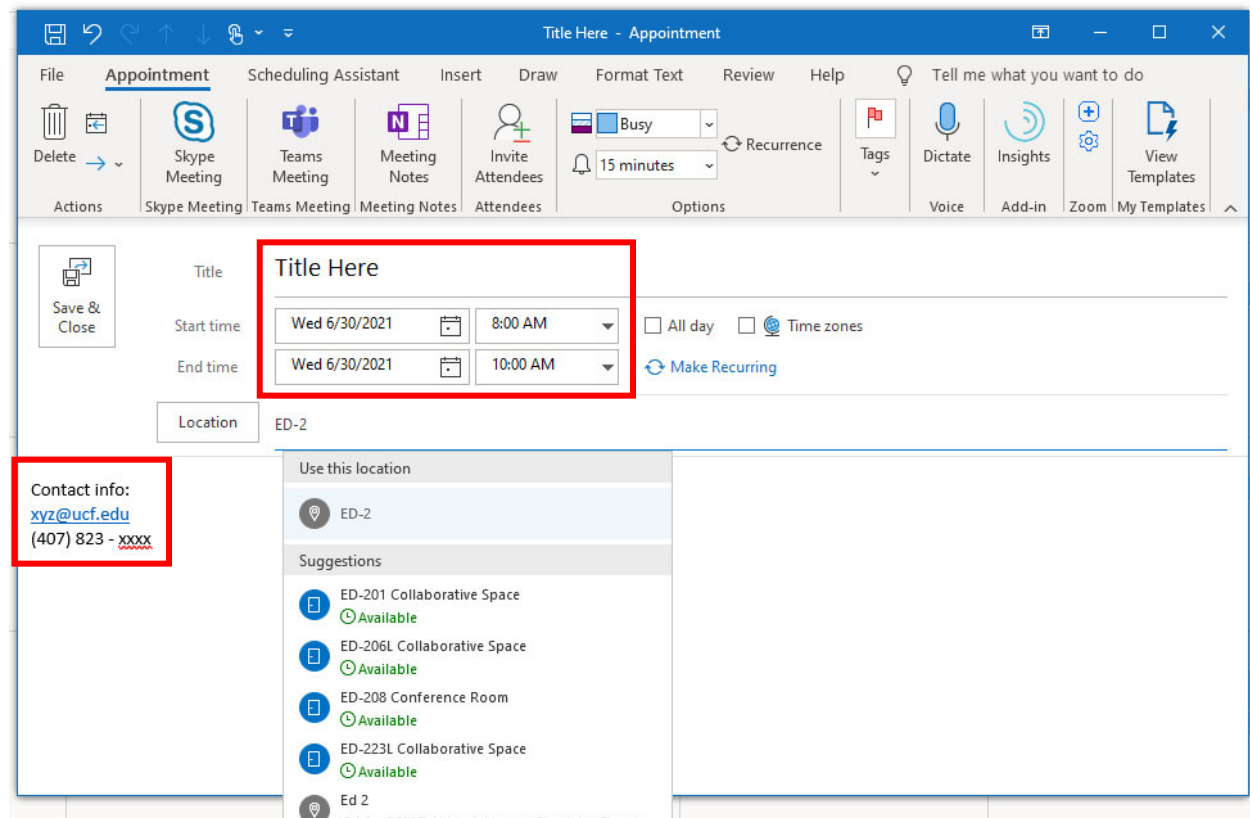 Title Here - Appointment
File Appointment Scheduling Assistant Insert Draw Format Text Review Help Tell me what you want to do
Delete
Skype Meeting
Teams Meeting
Meeting Notes
Invite Attendees
Busy
15 minutes
Recurrence
Tags
Dictate
Insights
View Templates
Actions Skype Meeting Teams Meeting Meeting Notes Attendees Options Voice Add-in Zoom My Templates
Save & Close
Title Title Here
Start time Wed 6/30/2021 8:00 AM All day Time zones
End time Wed 6/30/2021 10:00 AM Make Recurring
Location ED-2
Contact info:
xyz@ucf.edu
(407) 823 - xxxx
Use this location
ED-2
Suggestions
ED-201 Collaborative Space
Available
ED-206L Collaborative Space
Available
ED-208 Conference Room
Available
ED-223L Collaborative Space
Available
Ed 2